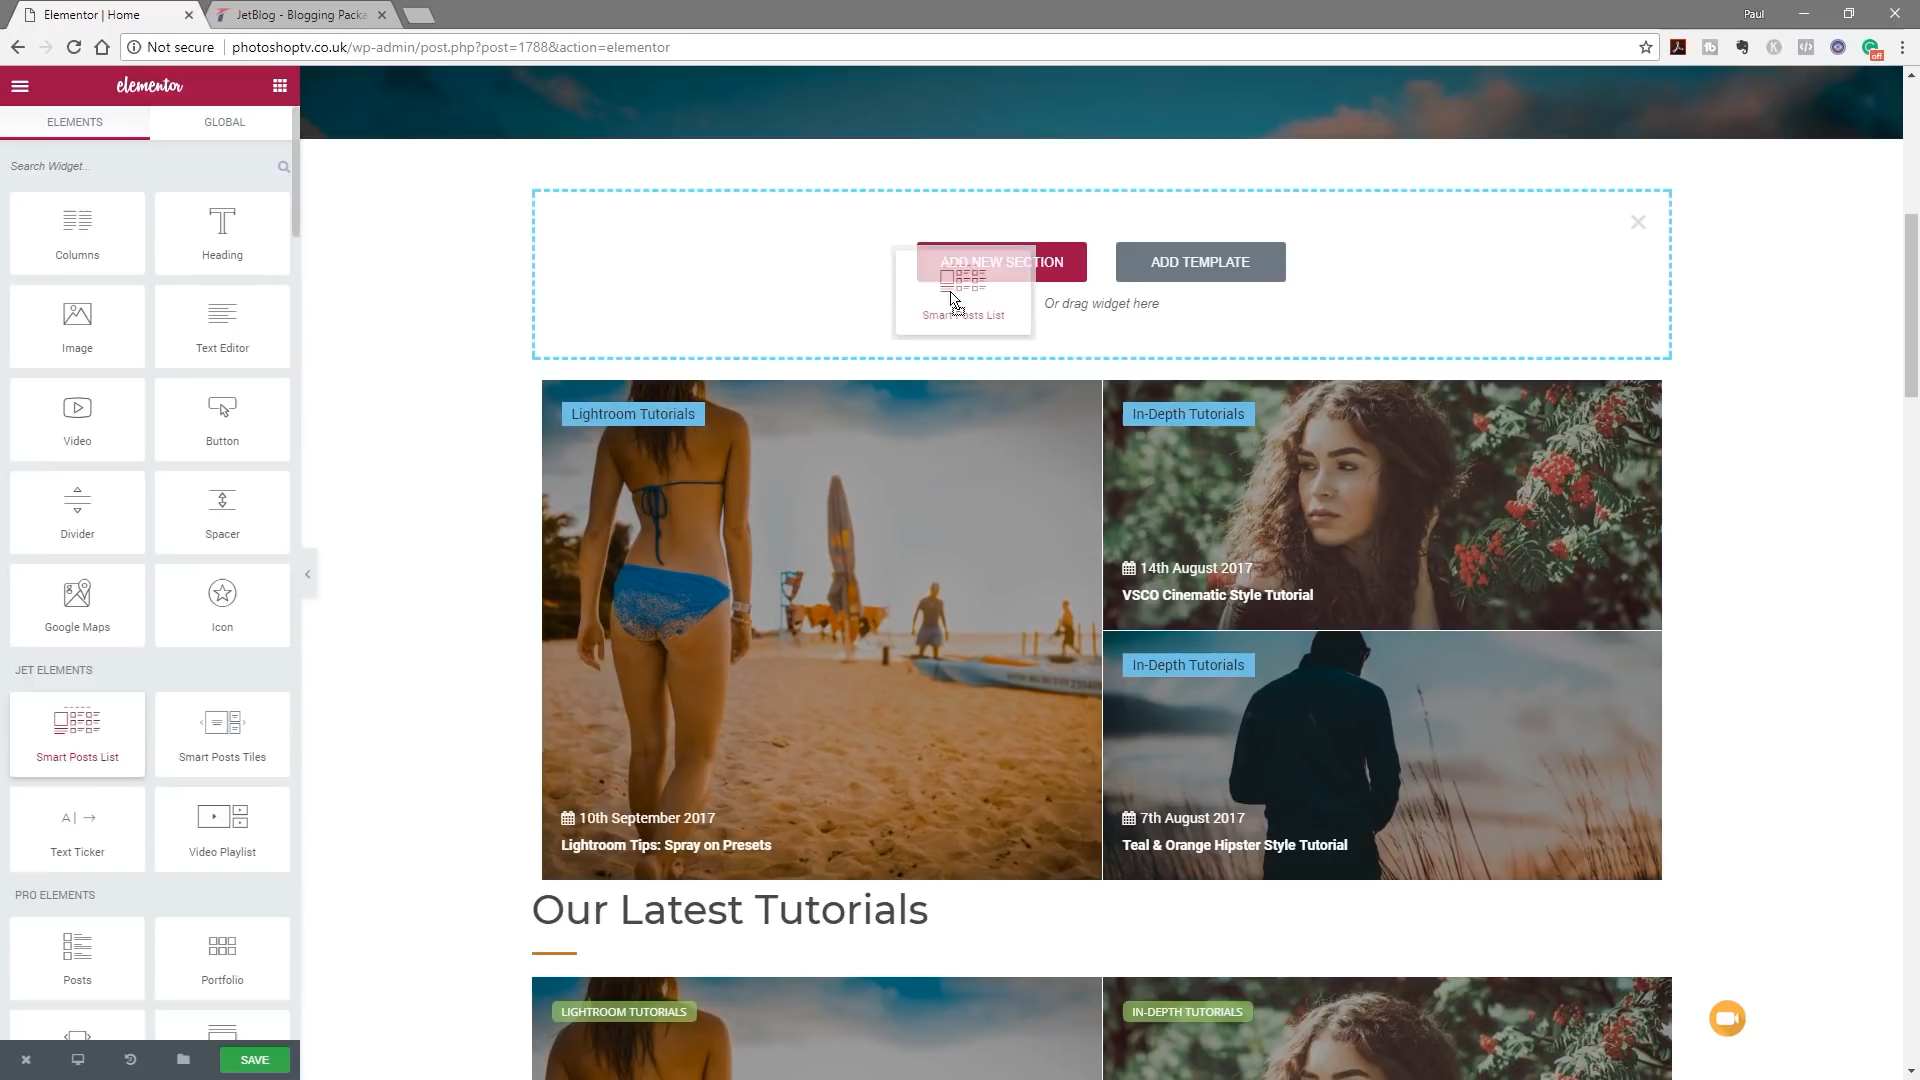 Elementor | Home
JetBlog - Blogging Packa
Paul
Not secure
photoshoptv.co.uk/wp-admin/post.php?post=1788&action=elementor
off
elementor
ELEMENTS
GLOBAL
Search Widget...
Columns
Heading
Image
Text Editor
Video
Button
Divider
Spacer
Google Maps
Icon
JET ELEMENTS
Smart Posts List
Smart Posts Tiles
Text Ticker
Video Playlist
PRO ELEMENTS
Posts
Portfolio
SAVE
ADD NEW SECTION
ADD TEMPLATE
Smart Posts List
Or drag widget here
Lightroom Tutorials
10th September 2017
Lightroom Tips: Spray on Presets
In-Depth Tutorials
14th August 2017
VSCO Cinematic Style Tutorial
In-Depth Tutorials
7th August 2017
Teal & Orange Hipster Style Tutorial
Our Latest Tutorials
LIGHTROOM TUTORIALS
IN-DEPTH TUTORIALS